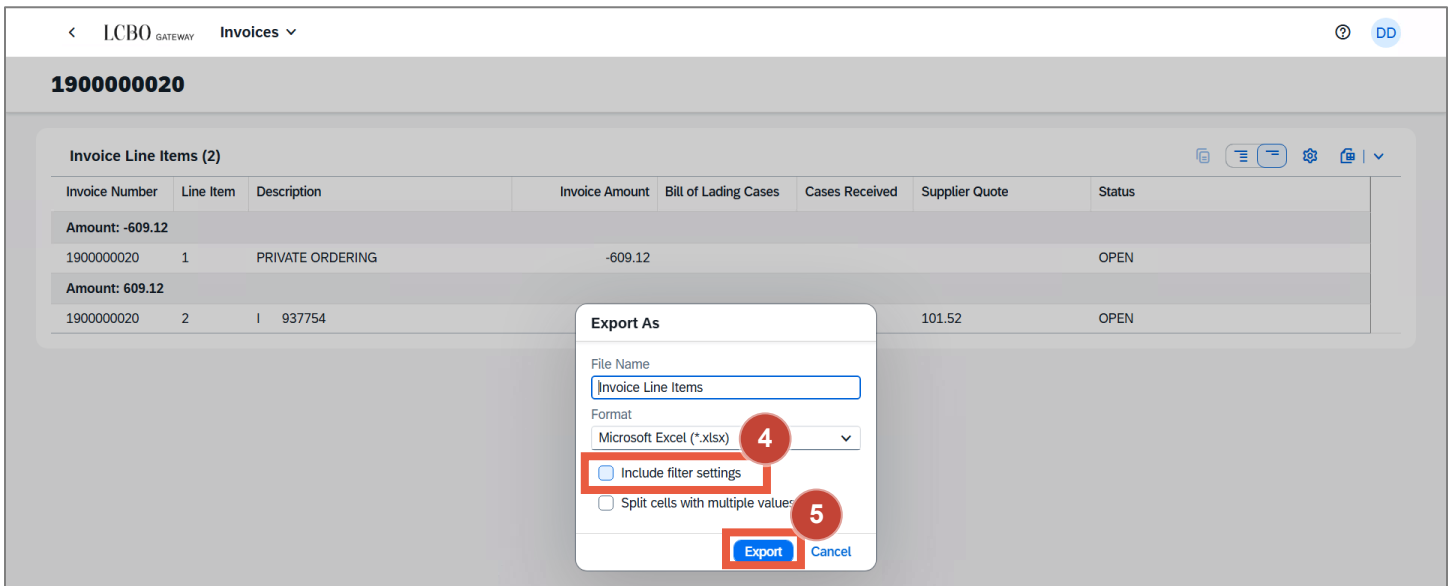 LCBO GATEWAY Invoices DD
1900000020
Invoice Line Items (2)
Invoice Number Line Item Description Invoice Amount Bill of Lading Cases Cases Received Supplier Quote Status
Amount: -609.12
1900000020 1 PRIVATE ORDERING -609.12 OPEN
Amount: 609.12
1900000020 2 I 937754 101.52 OPEN
Export As
File Name
Invoice Line Items
Format
Microsoft Excel (*.xlsx) 4
Include filter settings
Split cells with multiple values 5
Export Cancel